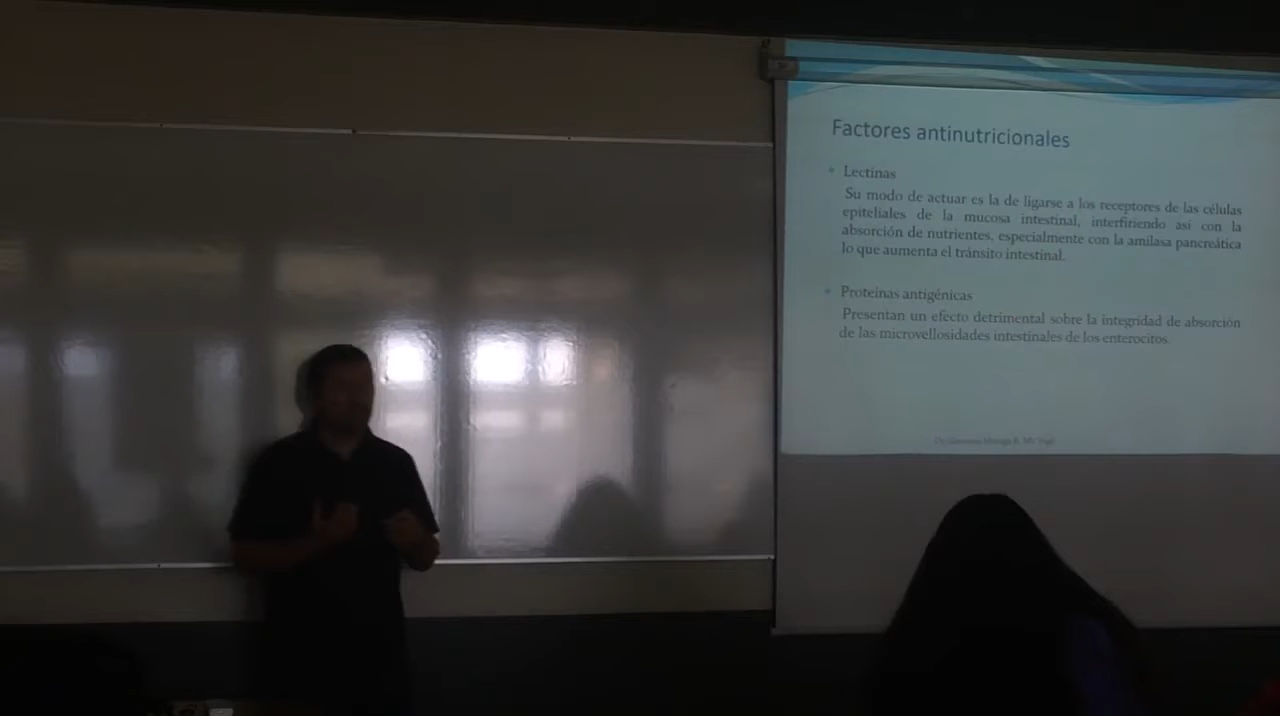 Factores antinutricionales
Lectinas
Su modo de actuar es la de ligarse a los receptores de las células
epiteliales de la mucosa intestinal, interfiriendo así con la
absorción de nutrientes, especialmente con la amilasa pancreática
lo que aumenta el tránsito intestinal.
Proteínas antigénicas
Presentan un efecto detrimental sobre la integridad de absorción
de las microvellosidades intestinales de los enterocitos.